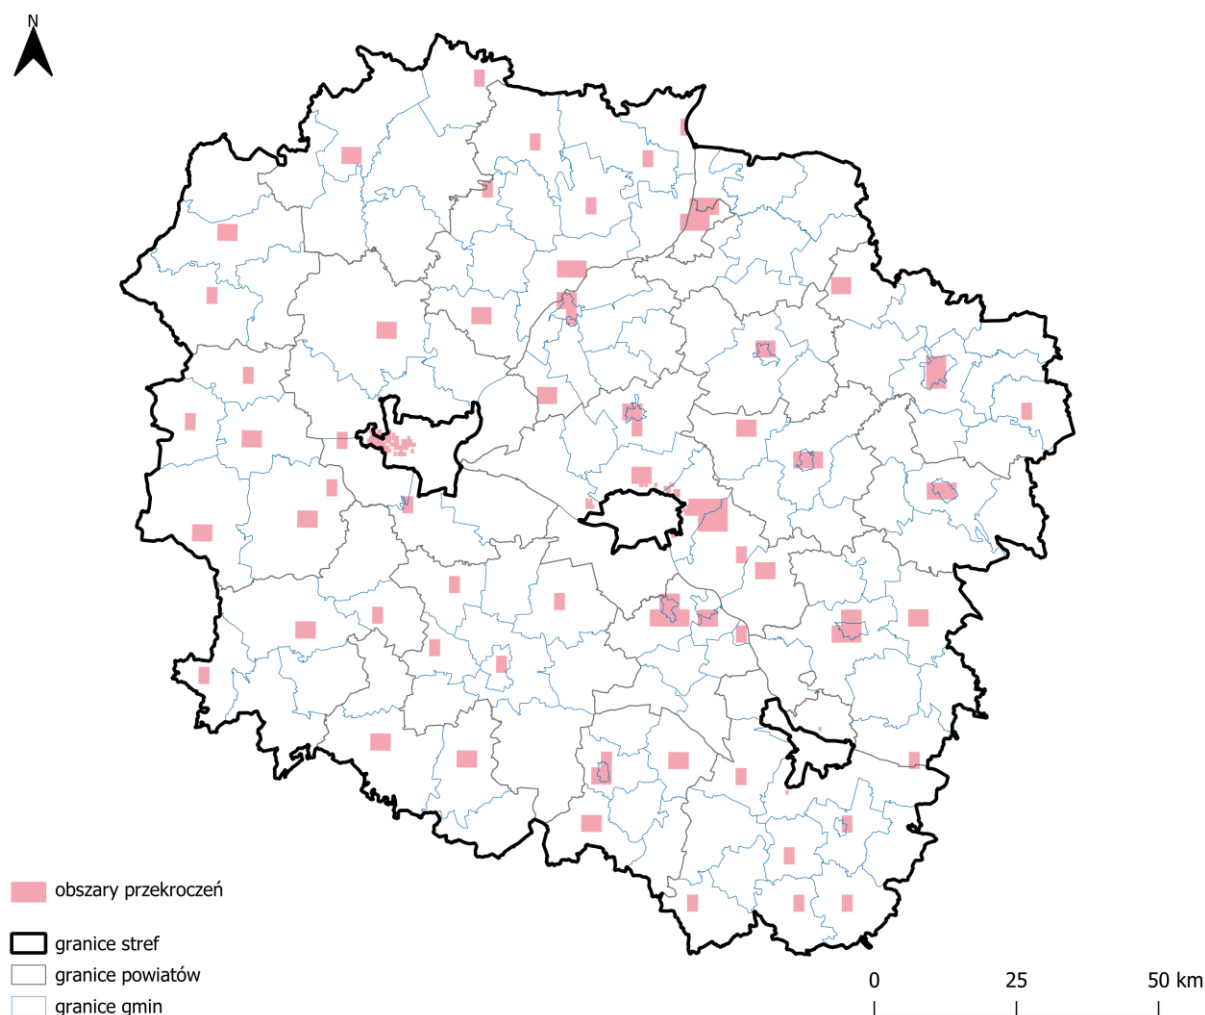 N
obszary przekroczeń
granice stref
granice powiatów
granice gmin
0 25 50 km